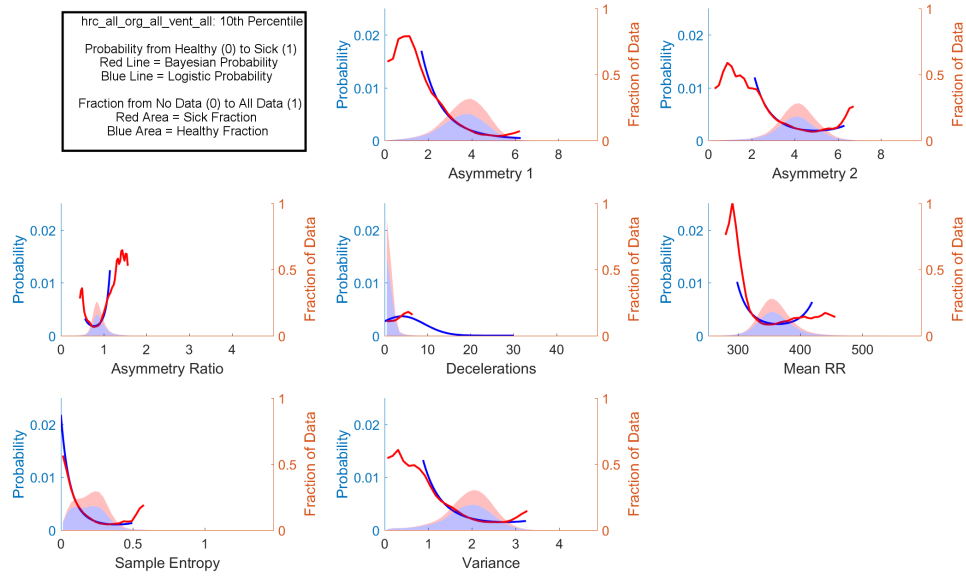 hrc_all_org_all_vent_all: 10th Percentile
Probability from Healthy (0) to Sick (1)
Red Line = Bayesian Probability
Blue Line = Logistic Probability
Fraction from No Data (0) to All Data (1)
Red Area = Sick Fraction
Blue Area = Healthy Fraction
Probability
0.02
0.01
0
1
0.5
0
Fraction of Data
0 2 4 6 8
Asymmetry 1
Probability
0.02
0.01
0
1
0.5
0
Fraction of Data
0 2 4 6 8
Asymmetry 2
Probability
0.02
0.01
0
1
0.5
0
Fraction of Data
0 1 2 3 4
Asymmetry Ratio
Probability
0.02
0.01
0
1
0.5
0
Fraction of Data
0 10 20 30 40
Decelerations
Probability
0.02
0.01
0
1
0.5
0
Fraction of Data
300 400 500
Mean RR
Probability
0.02
0.01
0
1
0.5
0
Fraction of Data
0 0.5 1
Sample Entropy
Probability
0.02
0.01
0
1
0.5
0
Fraction of Data
0 1 2 3 4
Variance